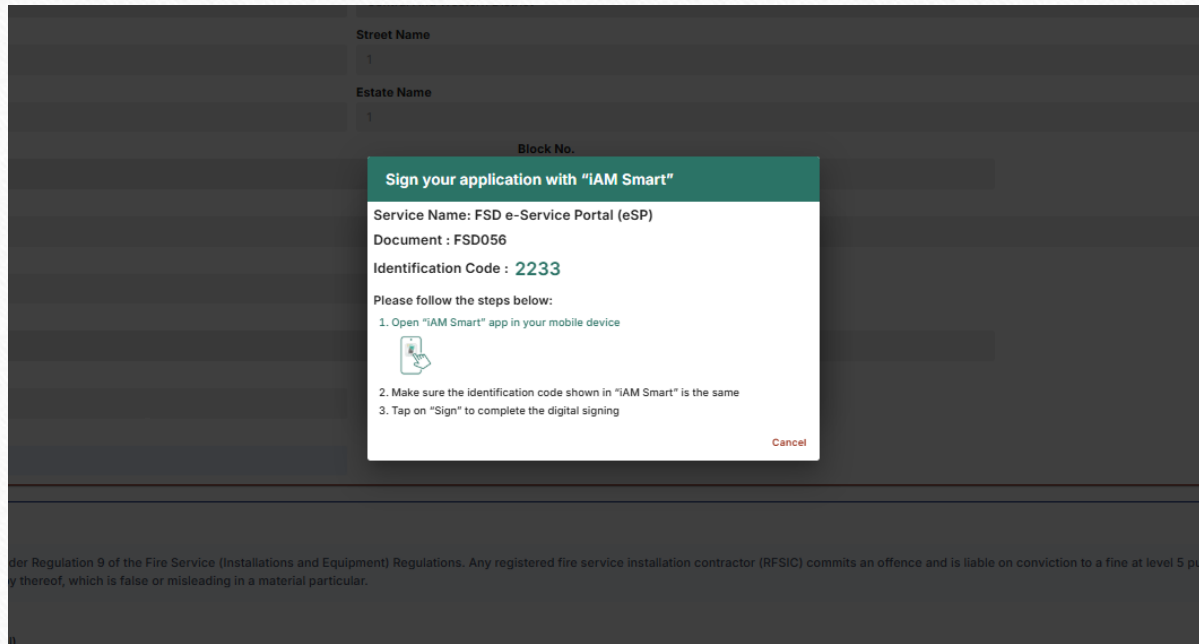 Street Name
1
Estate Name
1
Block No.
Sign your application with “iAM Smart”
Service Name: FSD e-Service Portal (eSP)
Document : FSD056
Identification Code : 2233
Please follow the steps below:
1. Open “iAM Smart” app in your mobile device
2. Make sure the identification code shown in “iAM Smart” is the same
3. Tap on “Sign” to complete the digital signing
Cancel
der Regulation 9 of the Fire Service (Installations and Equipment) Regulations. Any registered fire service installation contractor (RFSIC) commits an offence and is liable on conviction to a fine at level 5 pu
y thereof, which is false or misleading in a material particular.